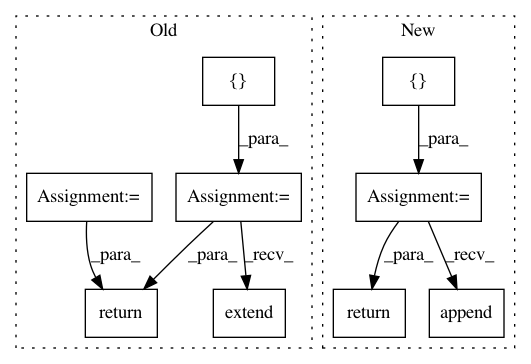 Old
New
{}
{}
_para_
_para_
Assignment:=
Assignment:=
Assignment:=
_para_
_para_
_recv_
_para_
_recv_
return
extend
return
append